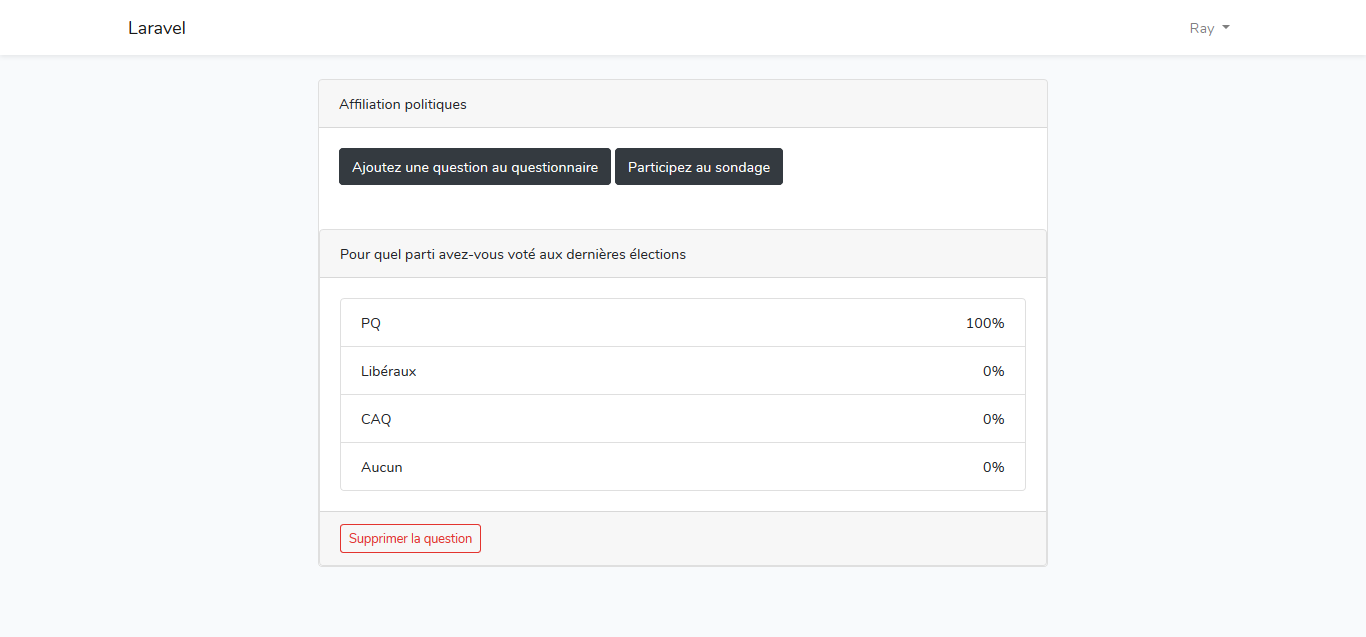 Laravel Ray
Affiliation politiques
Ajoutez une question au questionnaire Participez au sondage
Pour quel parti avez-vous voté aux dernières élections
PQ 100%
Libéraux 0%
CAQ 0%
Aucun 0%
Supprimer la question